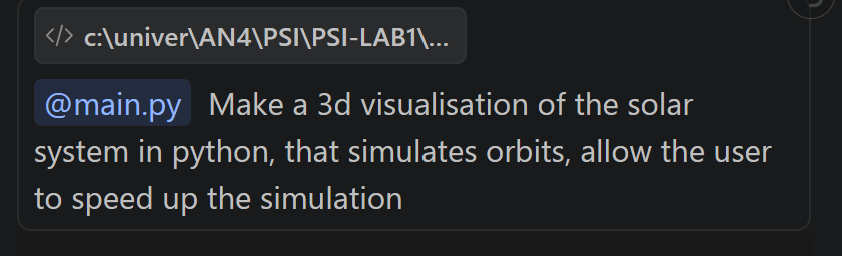 </> c:\univer\AN4\PSI\PSI-LAB1\...
@main.py Make a 3d visualisation of the solar
system in python, that simulates orbits, allow the user
to speed up the simulation